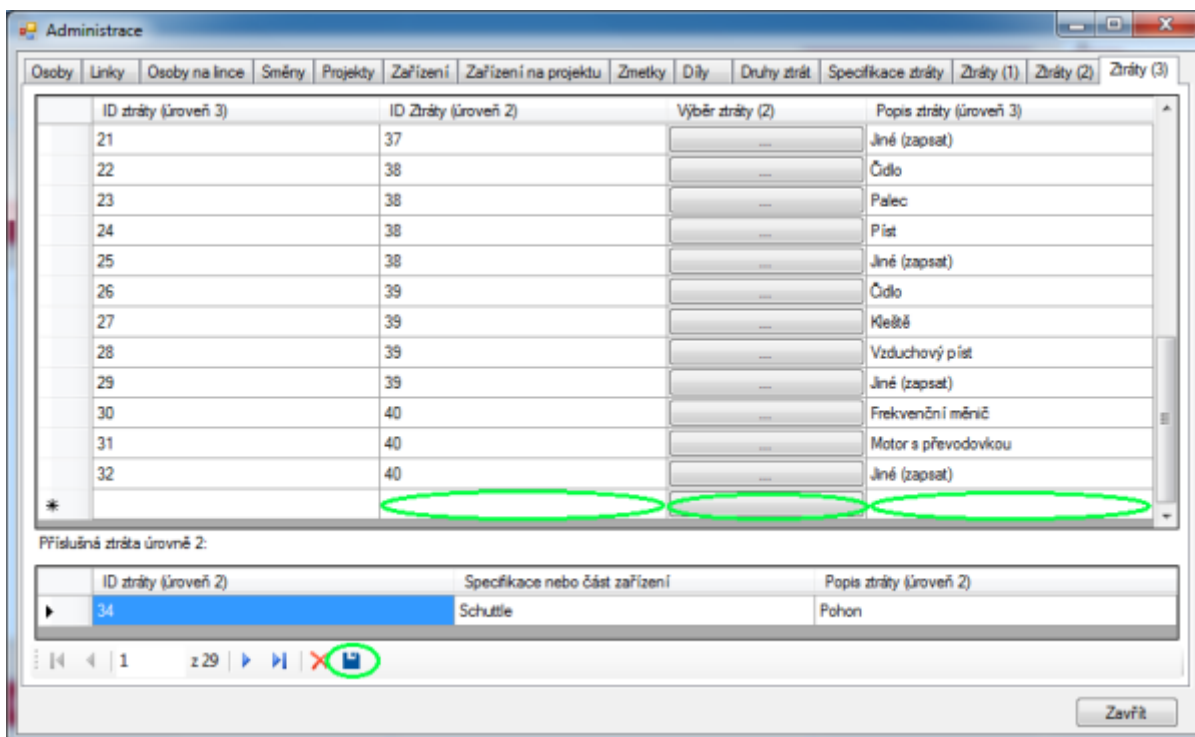 Administrace
Osoby Linky Osoby na lince Směny Projekty Zařízení Zařízení na projektu Zmetky Díly Druhy ztrát Specifikace ztráty Ztráty (1) Ztráty (2) Ztráty (3)
ID ztráty (úroveň 3) ID Ztráty (úroveň 2) Výběr ztráty (2) Popis ztráty (úroveň 3)
21 37 ... Jiné (zapsat)
22 38 ... Čidlo
23 38 ... Palec
24 38 ... Píst
25 38 ... Jiné (zapsat)
26 39 ... Čidlo
27 39 ... Kleště
28 39 ... Vzduchový píst
29 39 ... Jiné (zapsat)
30 40 ... Frekvenční měnič
31 40 ... Motor s převodovkou
32 40 ... Jiné (zapsat)
Příslušná ztráta úrovně 2:
ID ztráty (úroveň 2) Specifikace nebo část zařízení Popis ztráty (úroveň 2)
34 Schuttle Pohon
1 z 29
Zavřít